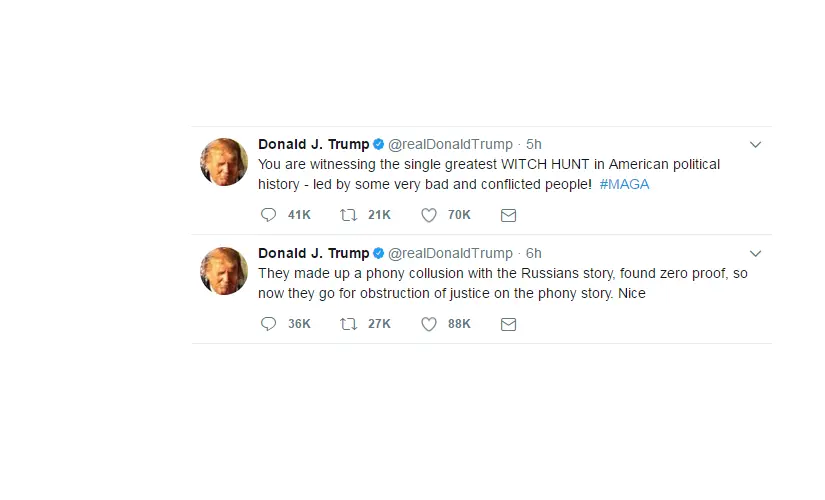 Donald J. Trump @realDonaldTrump · 5h
You are witnessing the single greatest WITCH HUNT in American political
history - led by some very bad and conflicted people! #MAGA
41K 21K 70K
Donald J. Trump @realDonaldTrump · 6h
They made up a phony collusion with the Russians story, found zero proof, so
now they go for obstruction of justice on the phony story. Nice
36K 27K 88K